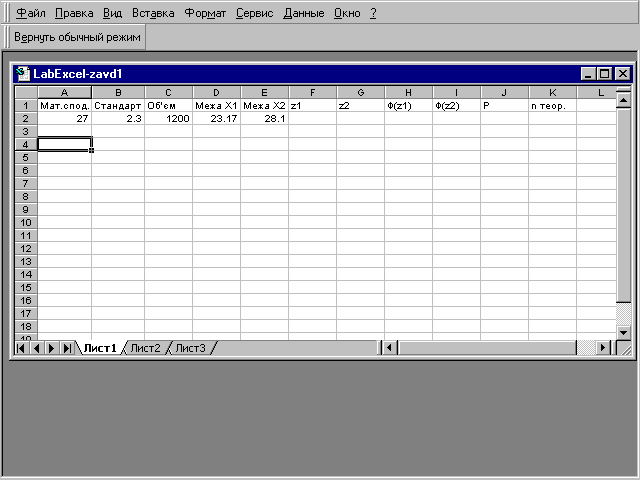 Файл Правка Вид Вставка Формат Сервис Данные Окно ?
Вернуть обычный режим
LabExcel-zavd1
A B C D E F G H I J K L
1 Мат.спод. Стандарт Об'єм Межа X1 Межа X2 z1 z2 Ф(z1) Ф(z2) P n теор.
2 27 2.3 1200 23.17 28.1
3
4
5
6
7
8
9
10
11
12
13
14
15
16
17
18
19
Лист1 Лист2 Лист3